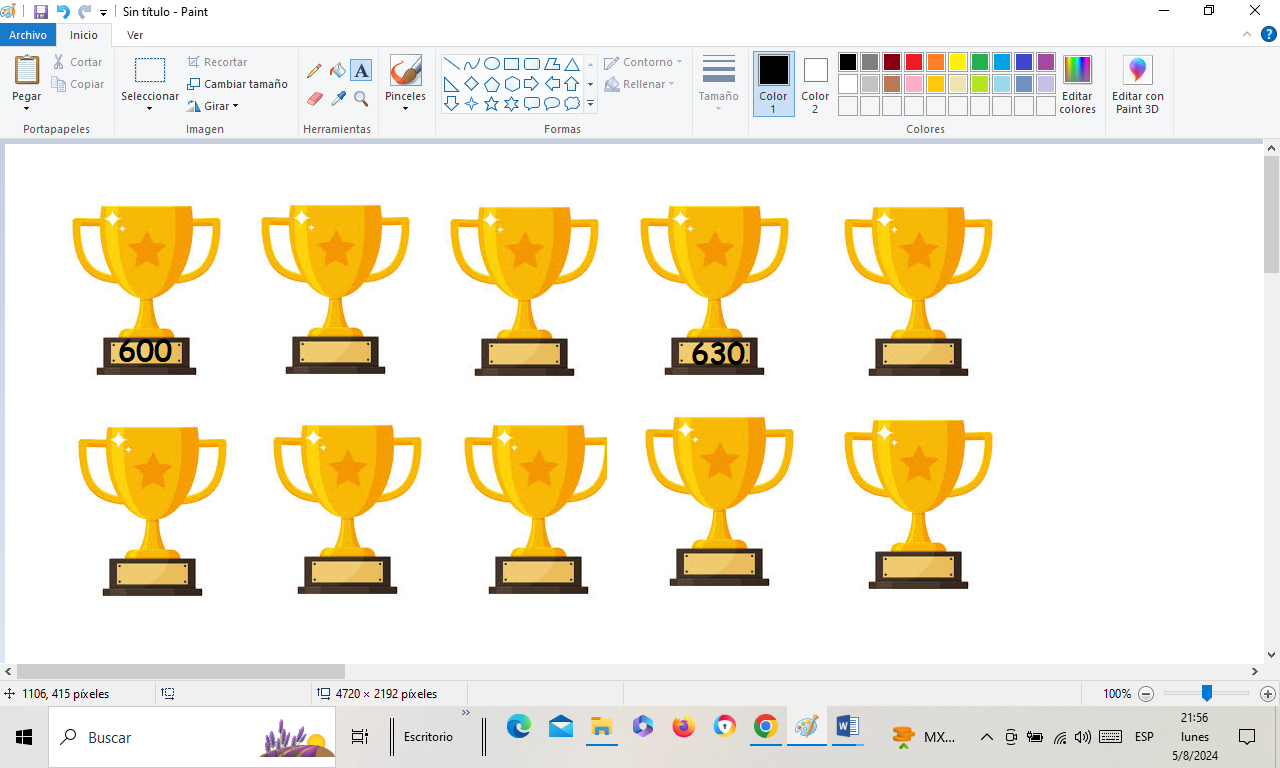 Sin título - Paint
Archivo Inicio Ver
Pegar
Cortar
Copiar
Portapapeles
Seleccionar
Recortar
Cambiar tamaño
Girar
Imagen
A
Herramientas
Pinceles
Contorno
Rellenar
Formas
Tamaño
Color
1
Color
2
Editar
colores
Colores
Editar con
Paint 3D
600
630
1106, 415 píxeles
4720 × 2192 píxeles
100%
Buscar
Escritorio
MX...
ESP
21:56
lunes
5/8/2024